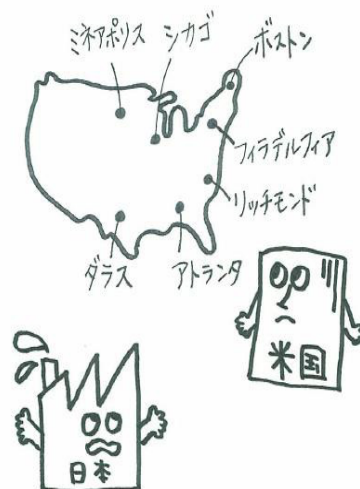 ミネアポリス
シカゴ
ボストン
フィラデルフィア
リッチモンド
ダラス
アトランタ
米国
日本